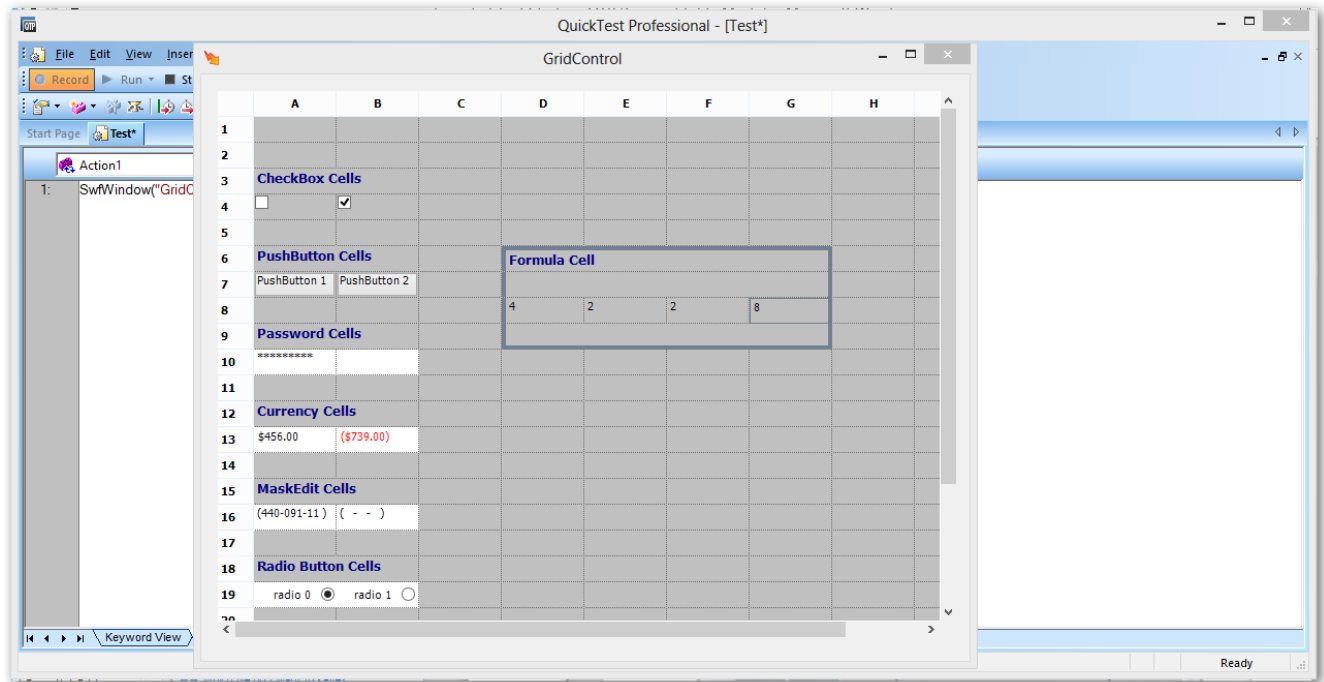 QTP QuickTest Professional - [Test*]
File Edit View Inser
GridControl
Record Run St
Start Page Test*
Action1
1: SwfWindow("GridC
A B C D E F G H
1
2
3 CheckBox Cells
4
5
6 PushButton Cells Formula Cell
7 PushButton 1 PushButton 2
8 4 2 2 8
9 Password Cells
10 *********
11
12 Currency Cells
13 $456.00 ($739.00)
14
15 MaskEdit Cells
16 (440-091-11 ) ( - - )
17
18 Radio Button Cells
19 radio 0 radio 1
20
Keyword View
Ready